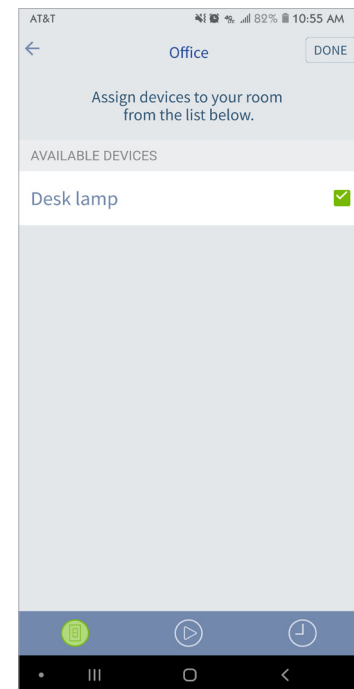 AT&T 82% 10:55 AM
Office DONE
Assign devices to your room
from the list below.
AVAILABLE DEVICES
Desk lamp